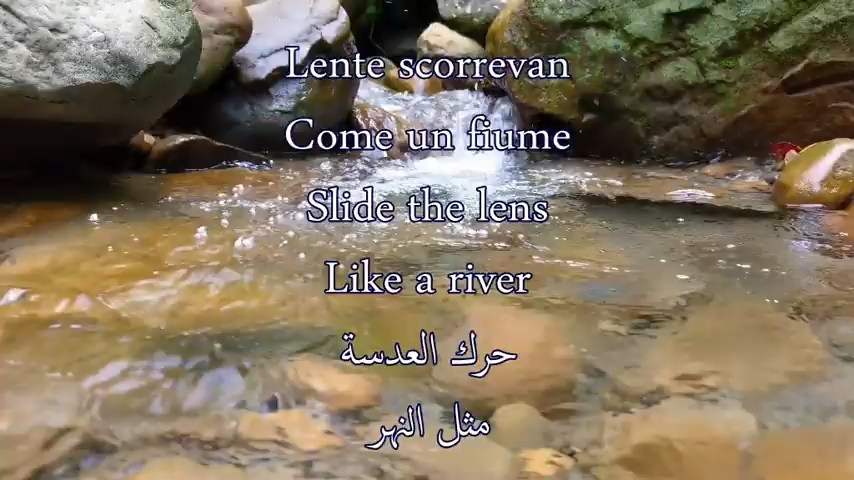 Lente scorrevan
Come un fiume
Slide the lens
Like a river
حرك العدسة
مثل النهر